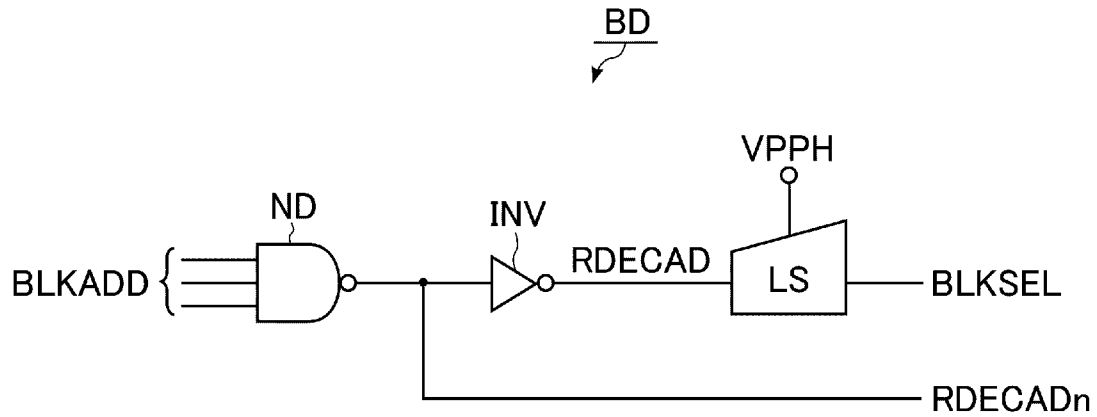 BD
VPPH
ND
INV
BLKADD
RDECAD
LS
BLKSEL
RDECADn